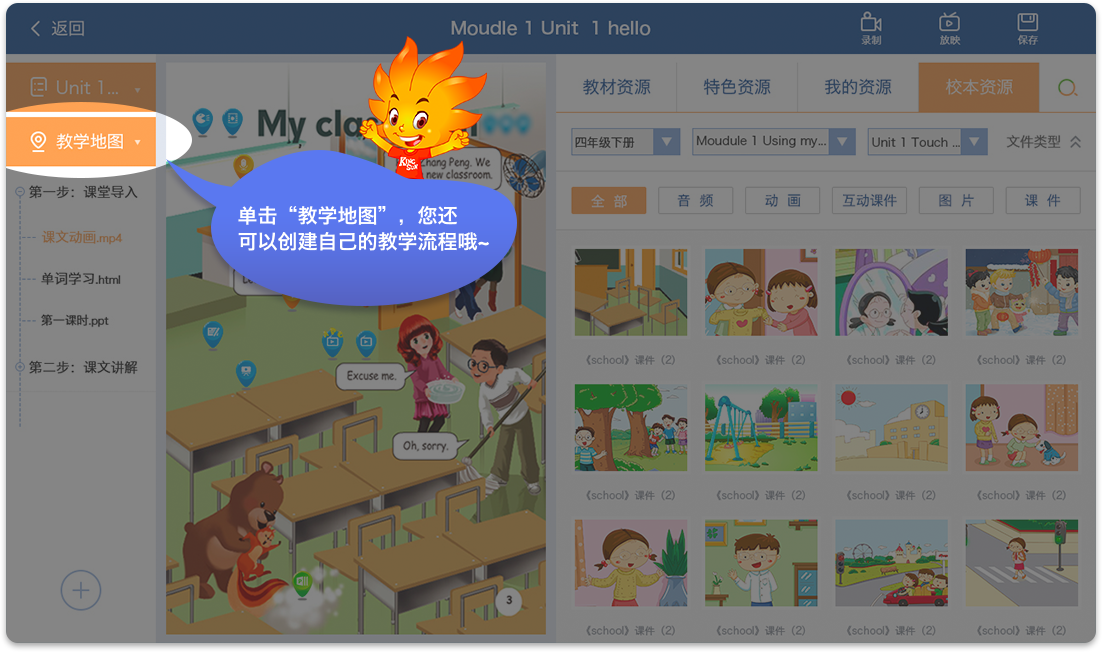 返回
Moudle 1 Unit 1 hello
录制
放映
保存
Unit 1...
教学地图
第一步：课堂导入
课文动画.mp4
单词学习.html
第一课时.ppt
第二步：课文讲解
My cla
Zhang Peng. We
new classroom.
KING
SUN
单击“教学地图”，您还
可以创建自己的教学流程哦~
Excuse me.
Oh, sorry.
3
教材资源
特色资源
我的资源
校本资源
四年级下册
Moudule 1 Using my...
Unit 1 Touch ...
文件类型
全 部
音 频
动 画
互动课件
图 片
课 件
《school》课件（2）
《school》课件（2）
《school》课件（2）
《school》课件（2）
《school》课件（2）
《school》课件（2）
《school》课件（2）
《school》课件（2）
《school》课件（2）
《school》课件（2）
《school》课件（2）
《school》课件（2）